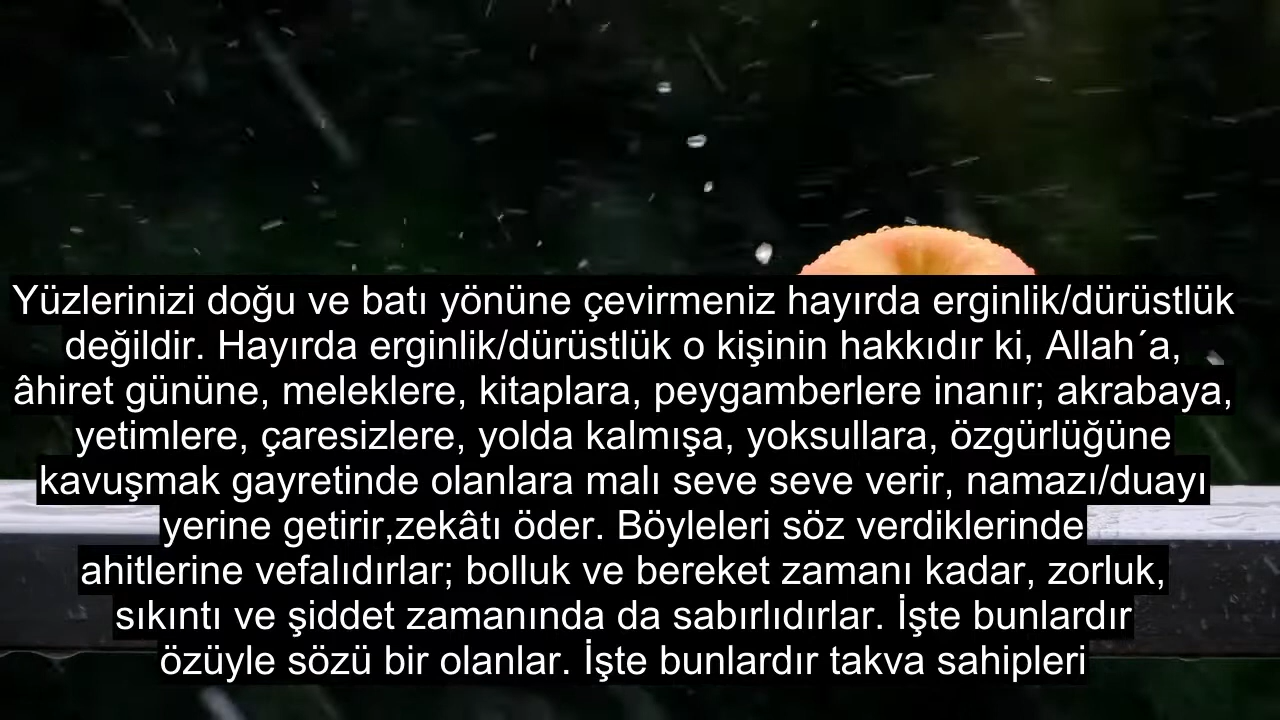 Yüzlerinizi doğu ve batı yönüne çevirmeniz hayırda erginlik/dürüstlük
değildir. Hayırda erginlik/dürüstlük o kişinin hakkıdır ki, Allah´a,
âhiret gününe, meleklere, kitaplara, peygamberlere inanır; akrabaya,
yetimlere, çaresizlere, yolda kalmışa, yoksullara, özgürlüğüne
kavuşmak gayretinde olanlara malı seve seve verir, namazı/duayı
yerine getirir,zekâtı öder. Böyleleri söz verdiklerinde
ahitlerine vefalıdırlar; bolluk ve bereket zamanı kadar, zorluk,
sıkıntı ve şiddet zamanında da sabırlıdırlar. İşte bunlardır
özüyle sözü bir olanlar. İşte bunlardır takva sahipleri